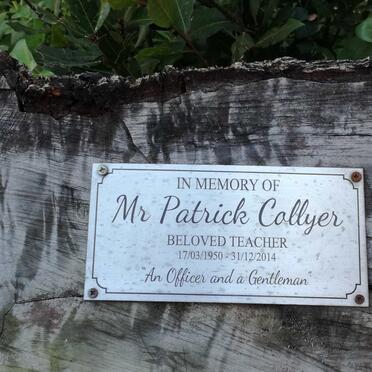 IN MEMORY OF
Mr Patrick Collyer
BELOVED TEACHER
17/03/1950 - 31/12/2014
"An Officer and a Gentleman"